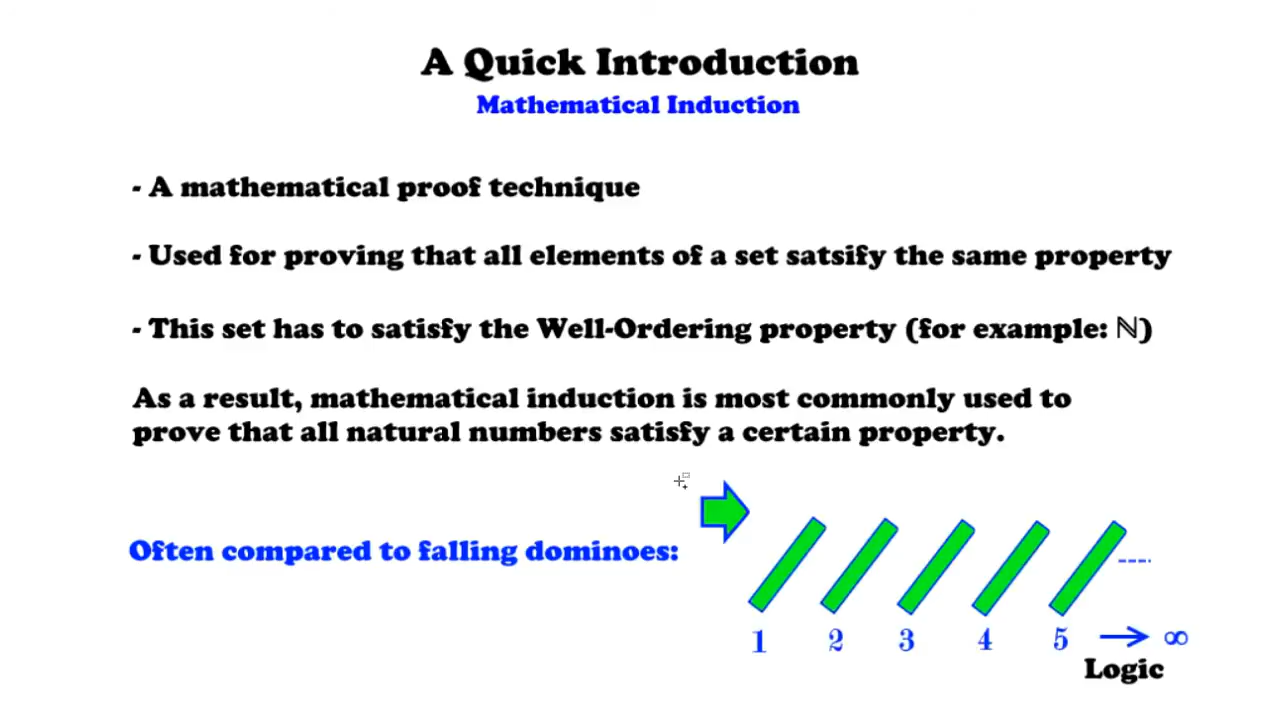 A Quick Introduction
Mathematical Induction
- A mathematical proof technique
- Used for proving that all elements of a set satsify the same property
- This set has to satisfy the Well-Ordering property (for example: ℕ)
As a result, mathematical induction is most commonly used to
prove that all natural numbers satisfy a certain property.
Often compared to falling dominoes:
1 2 3 4 5 → ∞
Logic